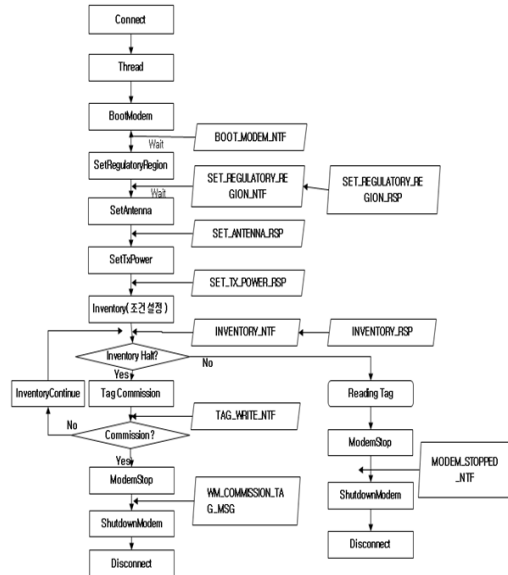 Connect
Thread
BootModem
BOOT_MODEM_NTF
Wait
SetRegulatoryRegion
SET_REGULATORY_RE
GION_NTF
SET_REGULATORY_RE
GION_RSP
Wait
SetAntenna
SET_ANTENNA_RSP
SetTxPower
SET_TX_POWER_RSP
Inventory(조건설정)
INVENTORY_NTF
INVENTORY_RSP
Inventory Halt?
No
Yes
InventoryContinue
Tag Commission
Reading Tag
TAG_WRITE_NTF
No
Commission?
ModemStop
Yes
ModemStop
MODEM_STOPPED
_NTF
WM_COMMISSION_TA
G_MSG
ShutdownModem
ShutdownModem
Disconnect
Disconnect